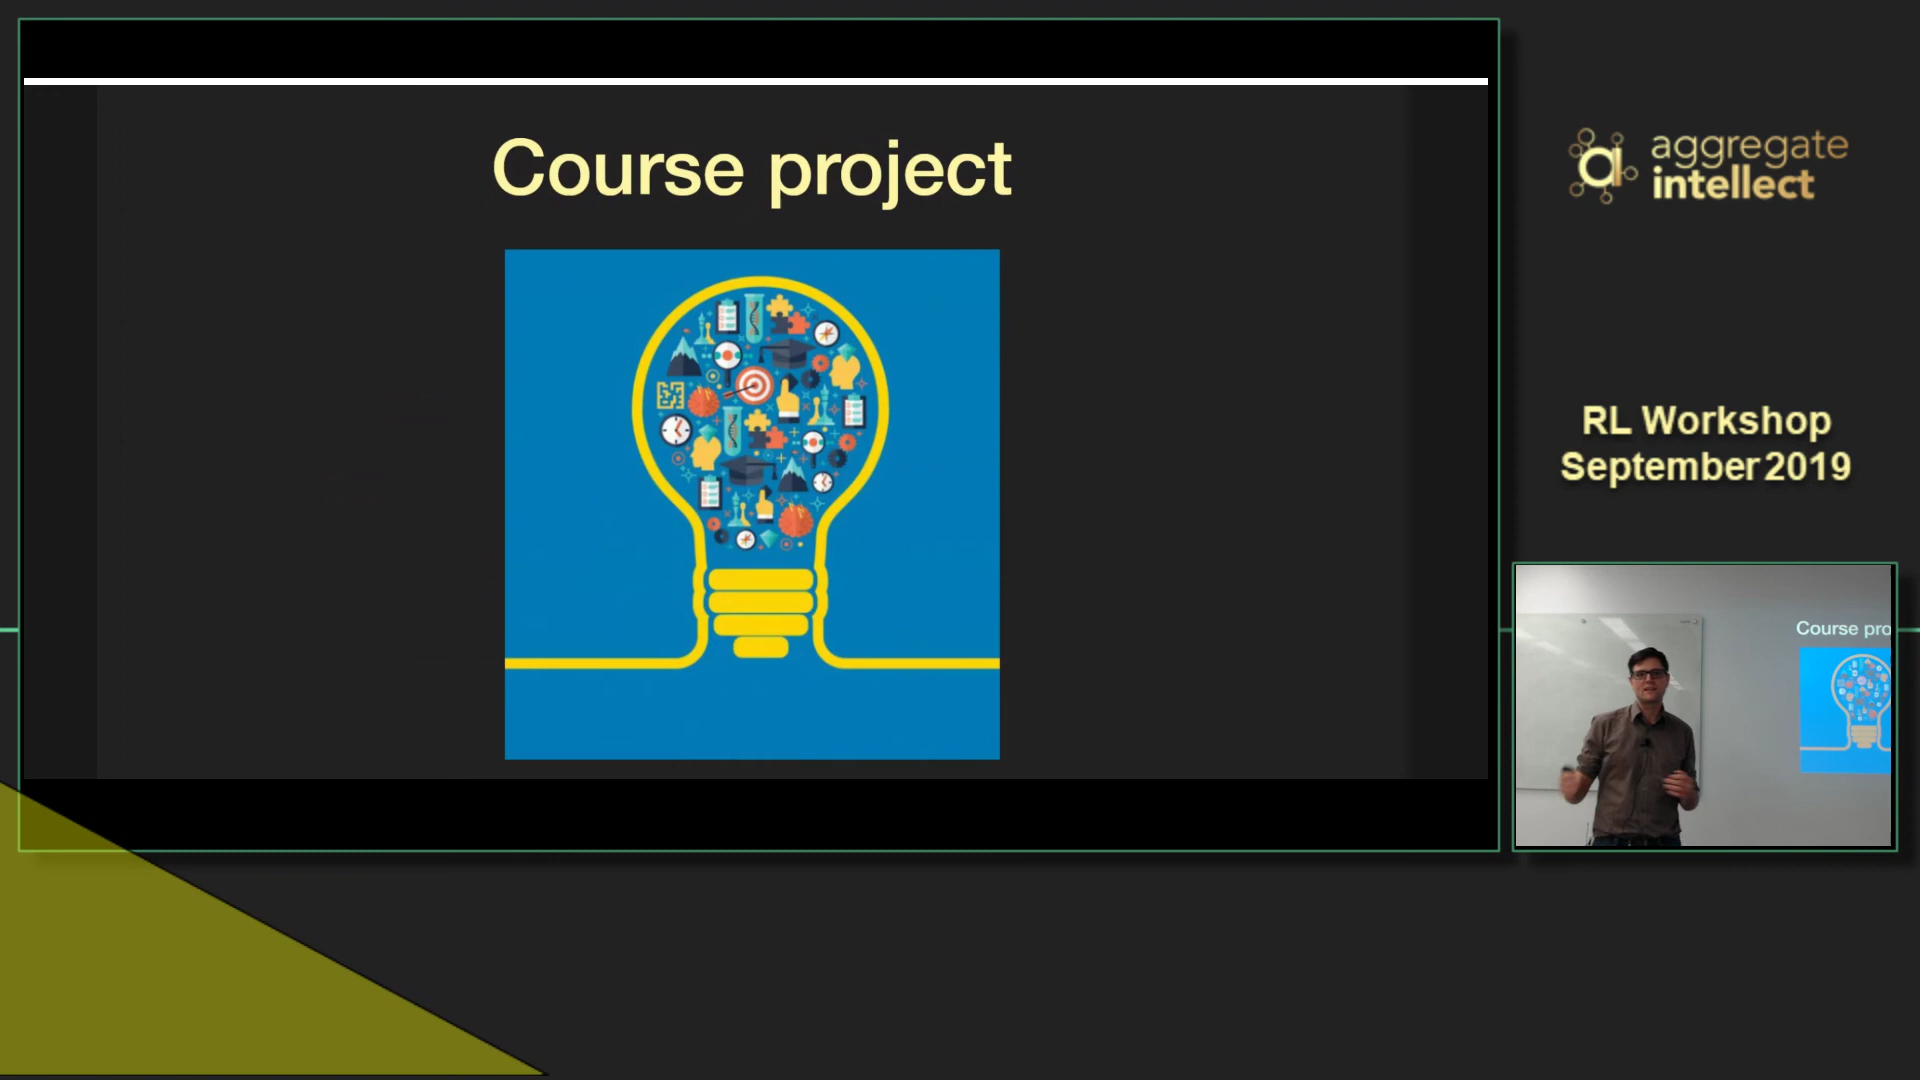 Course project
aggregate
intellect
RL Workshop
September 2019
Course pro